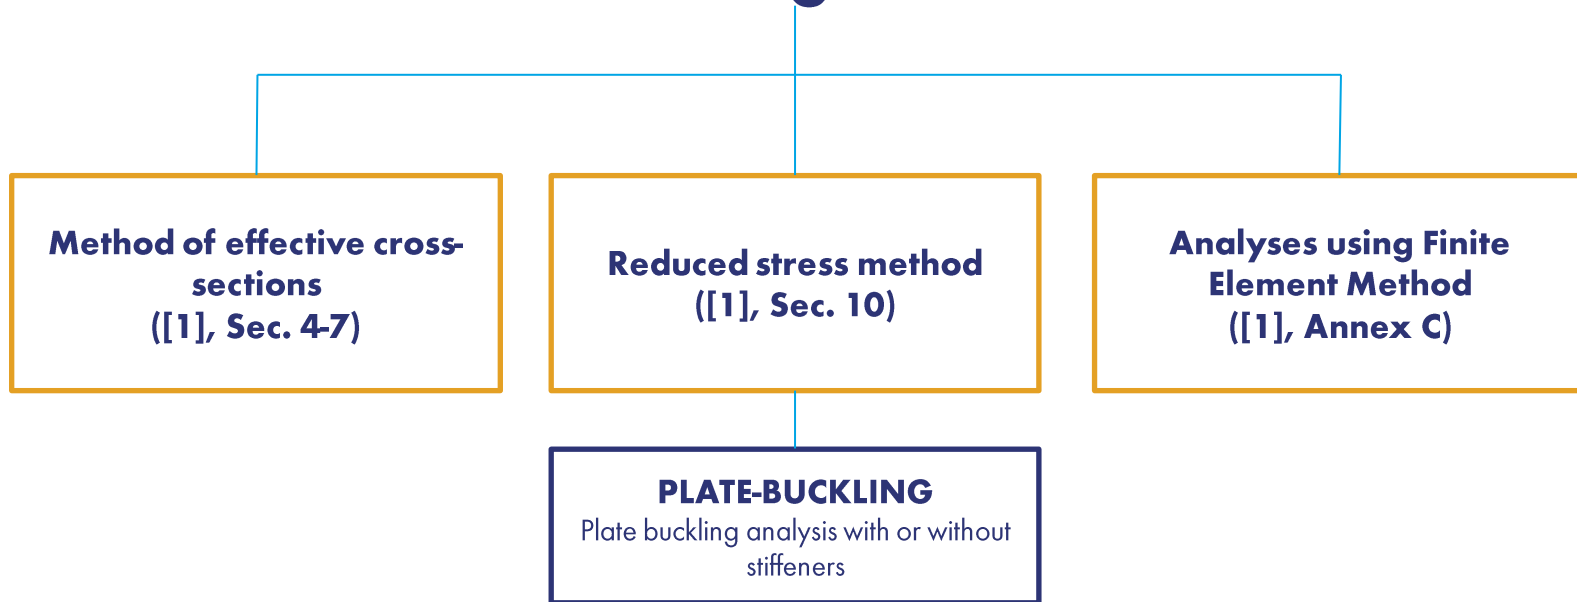 Method of effective cross-
sections
([1], Sec. 4-7)
Reduced stress method
([1], Sec. 10)
Analyses using Finite
Element Method
([1], Annex C)
PLATE-BUCKLING
Plate buckling analysis with or without
stiffeners